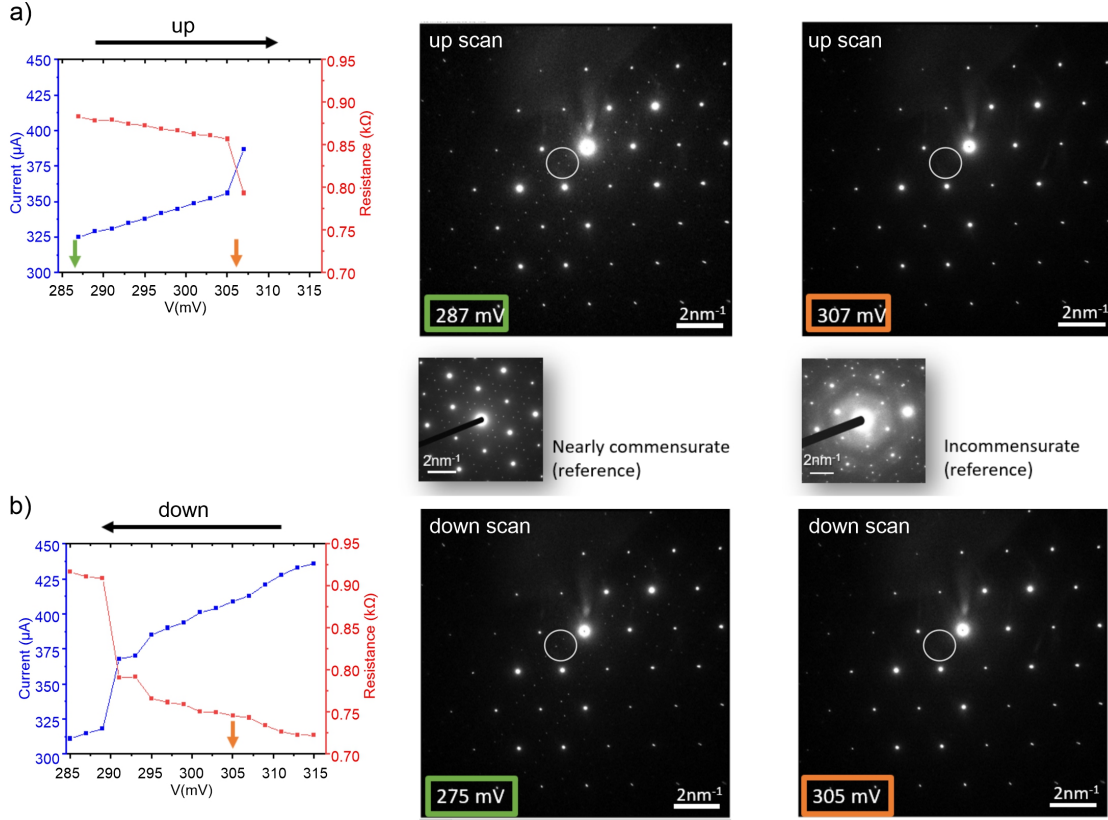 a)
up
450
425
400
375
350
325
300
Current (µA)
0.95
0.90
0.85
0.80
0.75
0.70
Resistance (kΩ)
285 290 295 300 305 310 315
V(mV)
up scan
287 mV
2nm-1
up scan
307 mV
2nm-1
2nm-1
Nearly commensurate
(reference)
2nm-1
Incommensurate
(reference)
b)
down
450
425
400
375
350
325
300
Current (µA)
0.95
0.90
0.85
0.80
0.75
0.70
Resistance (kΩ)
285 290 295 300 305 310 315
V(mV)
down scan
275 mV
2nm-1
down scan
305 mV
2nm-1